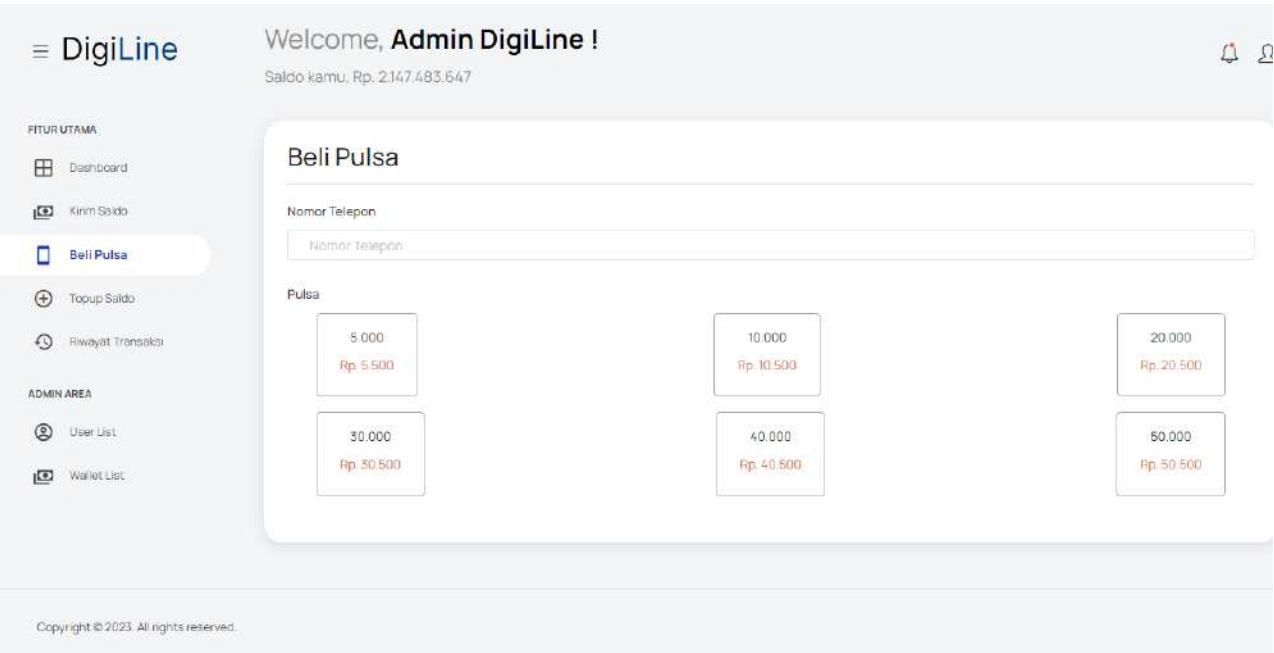 DigiLine
Welcome, Admin DigiLine !
Saldo kamu, Rp. 2.147.483.647
FITUR UTAMA
Dashboard
Kirim Saldo
Beli Pulsa
Topup Saldo
Riwayat Transaksi
ADMIN AREA
User List
Wallet List
Beli Pulsa
Nomor Telepon
Nomor Telepon
Pulsa
5.000
Rp. 5.500
10.000
Rp. 10.500
20.000
Rp. 20.500
30.000
Rp. 30.500
40.000
Rp. 40.500
50.000
Rp. 50.500
Copyright © 2023. All rights reserved.